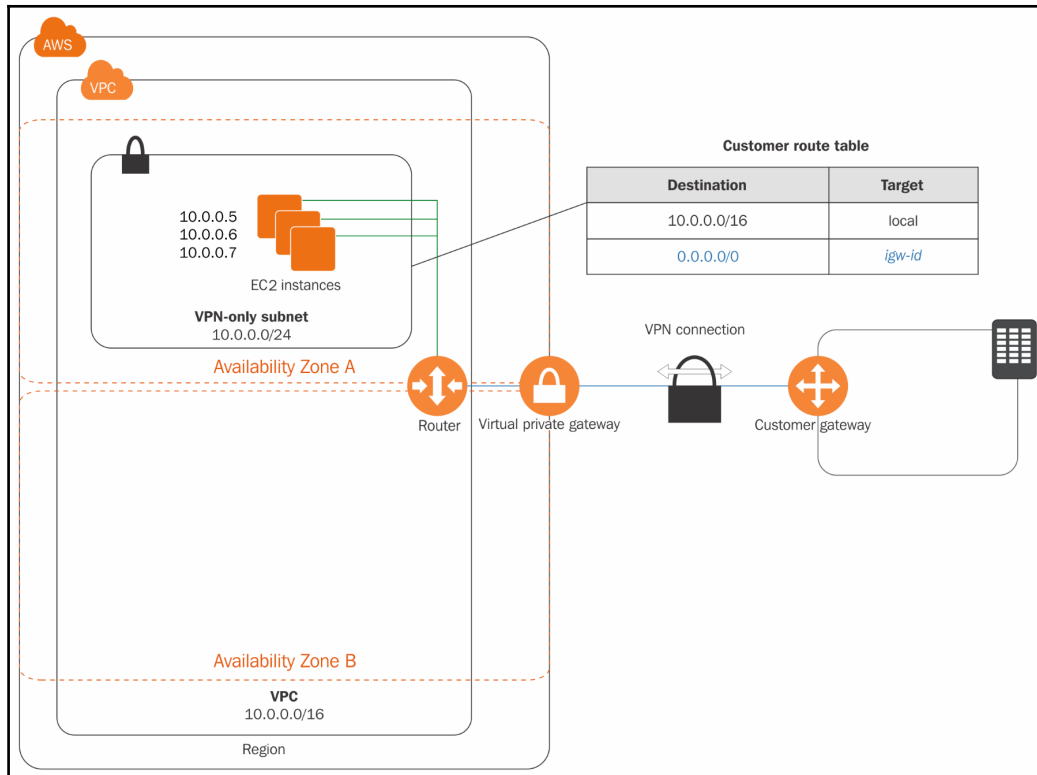 AWS
VPC
Customer route table
Destination Target
10.0.0.0/16 local
0.0.0.0/0 igw-id
10.0.0.5
10.0.0.6
10.0.0.7
EC2 instances
VPN-only subnet
10.0.0.0/24
Availability Zone A
VPN connection
Router
Virtual private gateway
Customer gateway
Availability Zone B
VPC
10.0.0.0/16
Region